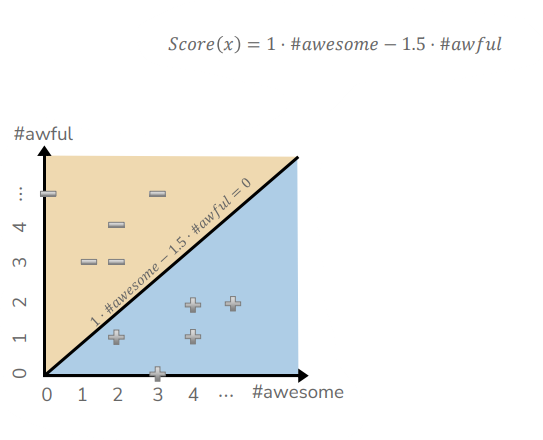 Score(x) = 1 · #awesome − 1.5 · #awful
#awful
...
4
3
2
1
0
1 · #awesome − 1.5 · #awful = 0
0 1 2 3 4 ... #awesome